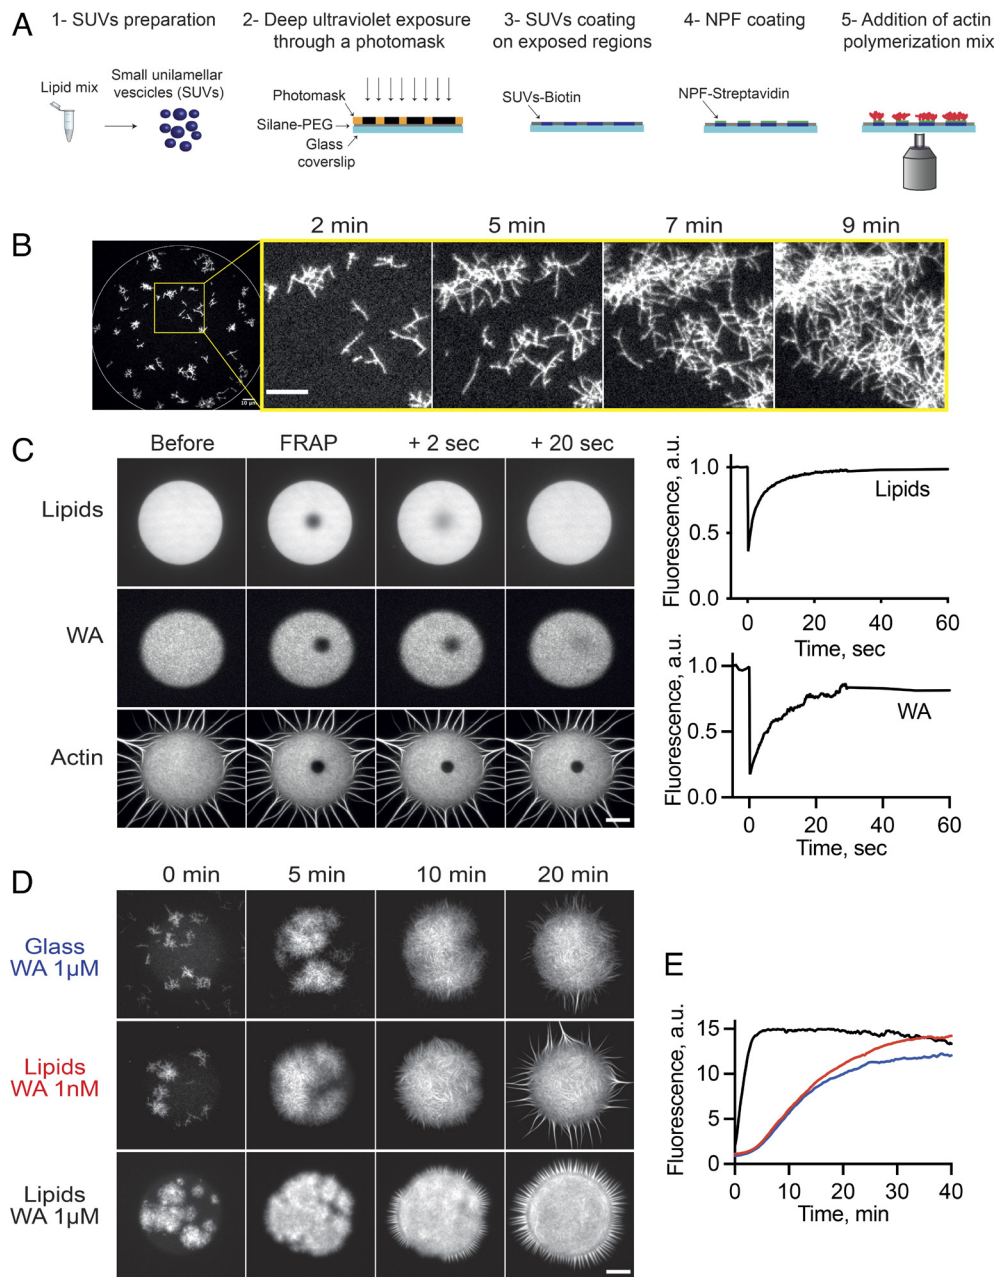 A
1- SUVs preparation
2- Deep ultraviolet exposure
through a photomask
3- SUVs coating
on exposed regions
4- NPF coating
5- Addition of actin
polymerization mix
Lipid mix
Small unilamellar
vescicles (SUVs)
Photomask
Silane-PEG
Glass
coverslip
SUVs-Biotin
NPF-Streptavidin
B
2 min
5 min
7 min
9 min
10 µm
C
Before
FRAP
+ 2 sec
+ 20 sec
Lipids
WA
Actin
Fluorescence, a.u.
1.0
0.5
0.0
Lipids
0
20
40
60
Time, sec
Fluorescence, a.u.
1.0
0.5
0.0
WA
0
20
40
60
Time, sec
D
0 min
5 min
10 min
20 min
Glass
WA 1µM
Lipids
WA 1nM
Lipids
WA 1µM
E
Fluorescence, a.u.
15
10
5
0
0
10
20
30
40
Time, min